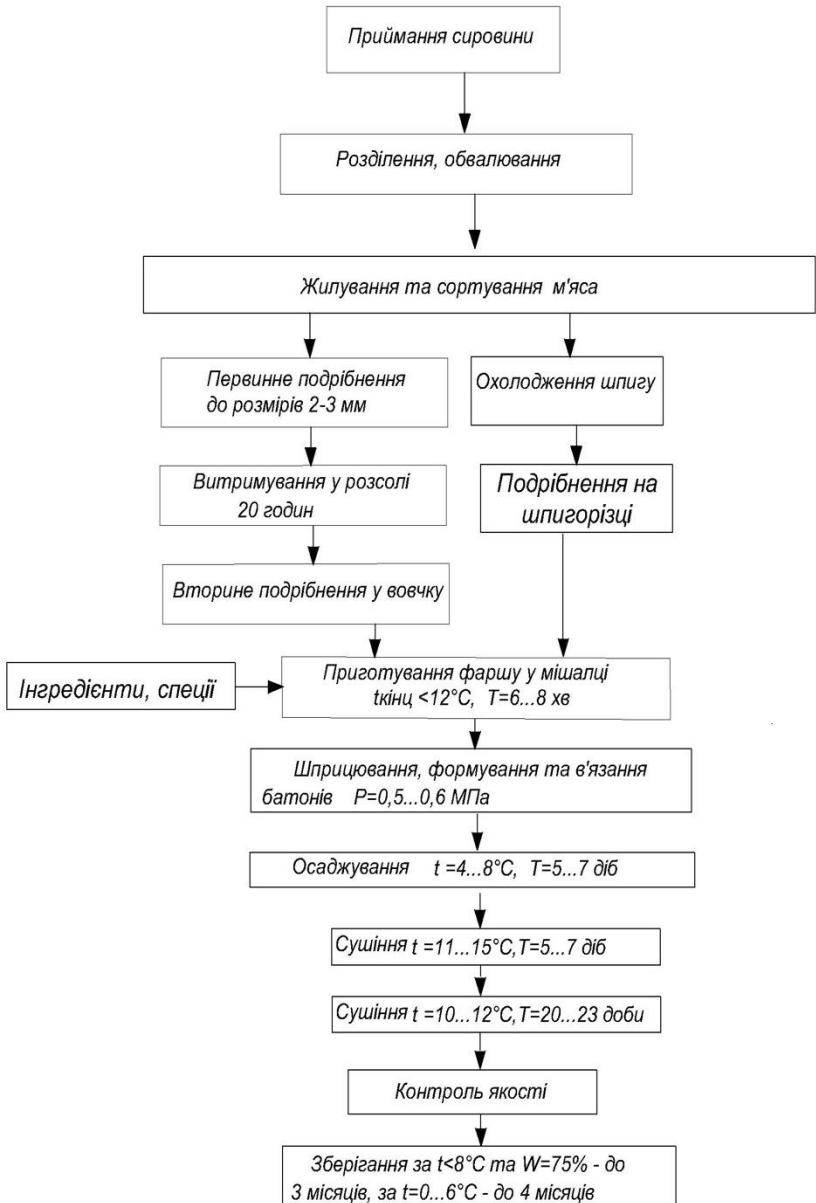 Приймання сировини
Розділення, обвалювання
Жилування та сортування м'яса
Первинне подрібнення
до розмірів 2-3 мм
Охолодження шпигу
Витримування у розсолі
20 годин
Подрібнення на
шпигорізці
Вторине подрібнення у вовчку
Інгредієнти, спеції
Приготування фаршу у мішалці
tкінц <12°С, Т=6...8 хв
Шприцювання, формування та в'язання
батонів Р=0,5...0,6 МПа
Осаджування t =4...8°С, Т=5...7 діб
Сушіння t =11...15°С,Т=5...7 діб
Сушіння t =10...12°С,Т=20...23 доби
Контроль якості
Зберігання за t<8°С та W=75% - до
3 місяців, за t=0...6°С - до 4 місяців